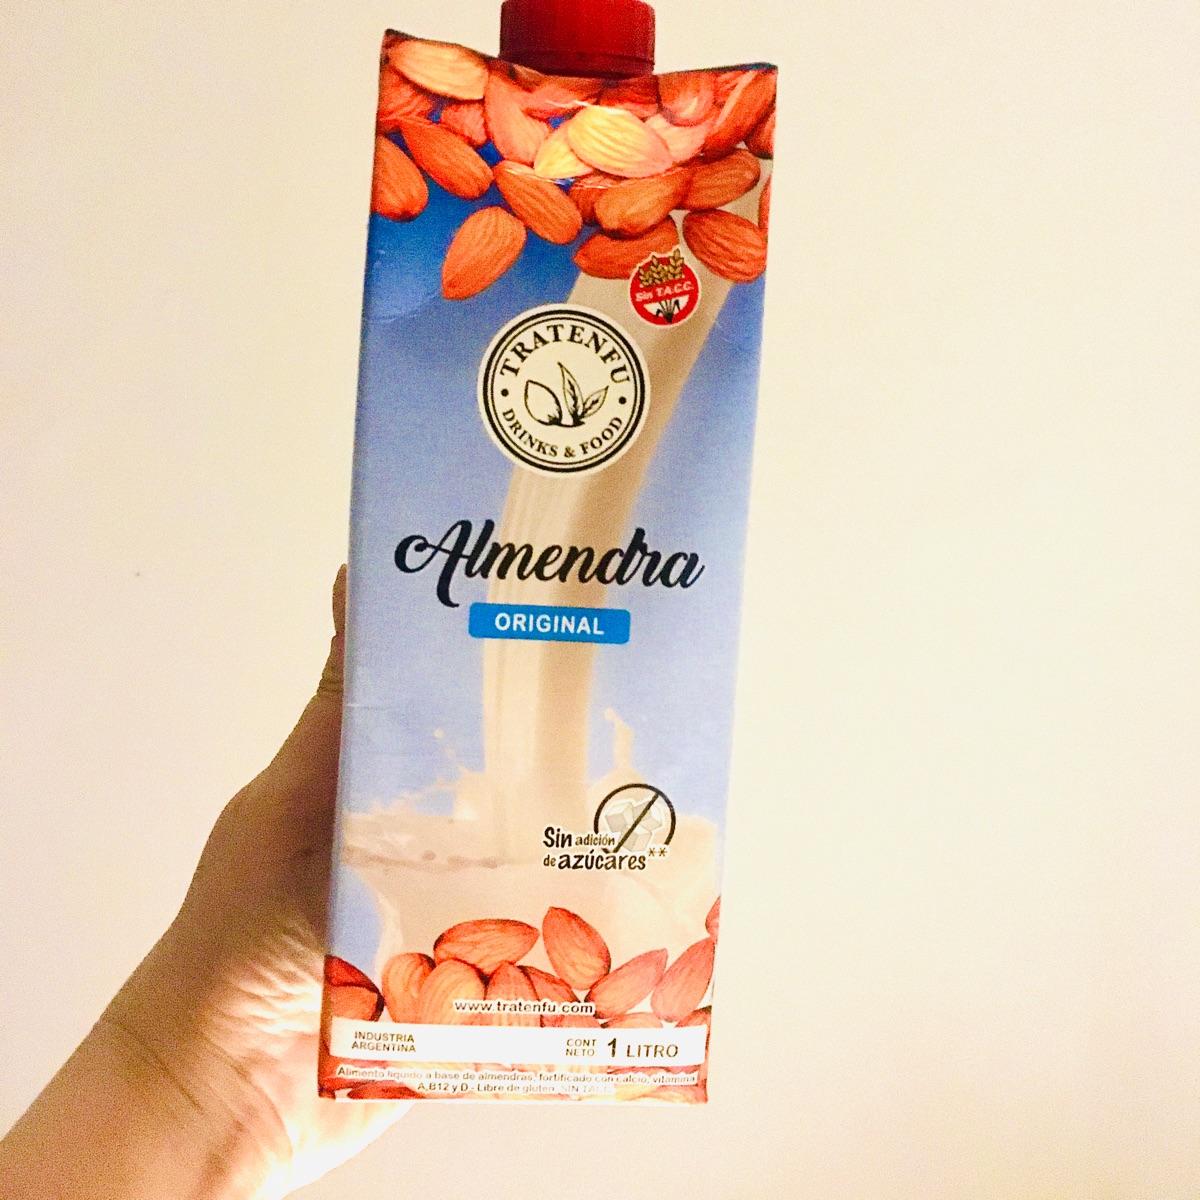 Sin T.A.C.C.
TRATENFU
DRINKS & FOOD
Almendra
ORIGINAL
Sin adición
de azúcares**
www.tratenfu.com
INDUSTRIA
ARGENTINA
CONT
NETO 1 LITRO
Alimento líquido a base de almendras, fortificado con calcio, vitamina
A,B12 y D - Libre de gluten. SIN TACC